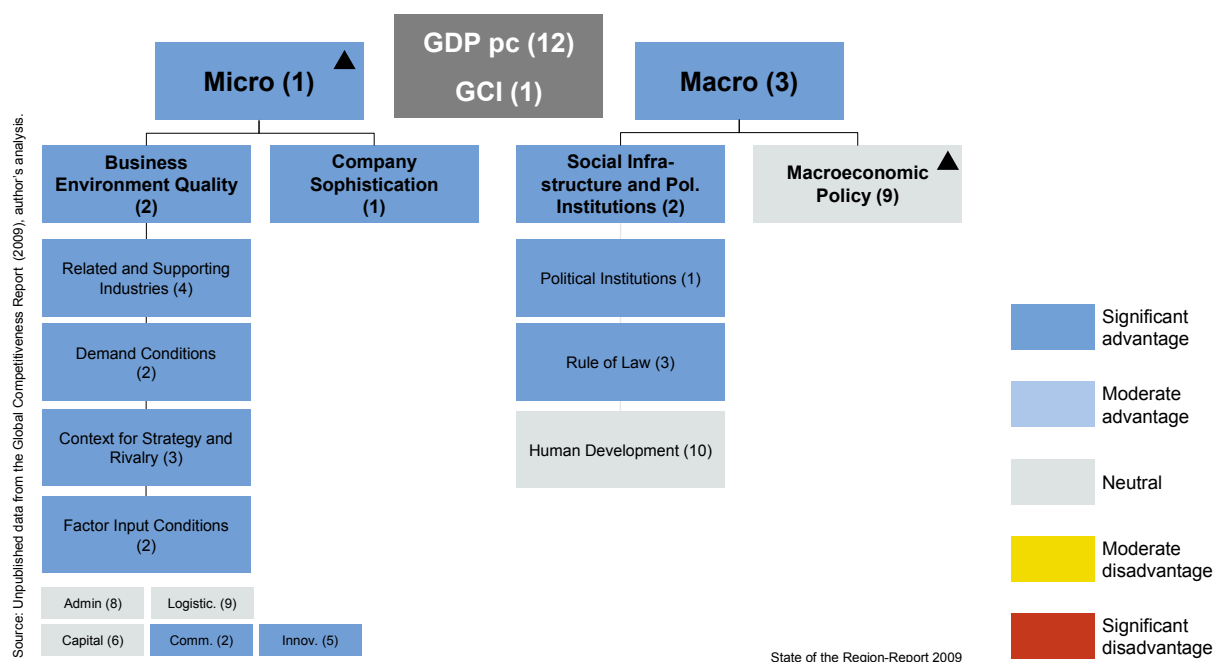 GDP pc (12)
GCI (1)
Micro (1)
Macro (3)
Business
Environment Quality
(2)
Company
Sophistication
(1)
Social Infra-
structure and Pol.
Institutions (2)
Macroeconomic
Policy (9)
Related and Supporting
Industries (4)
Demand Conditions
(2)
Context for Strategy and
Rivalry (3)
Factor Input Conditions
(2)
Political Institutions (1)
Rule of Law (3)
Human Development (10)
Admin (8)
Logistic. (9)
Capital (6)
Comm. (2)
Innov. (5)
Significant
advantage
Moderate
advantage
Neutral
Moderate
disadvantage
Significant
disadvantage
State of the Region-Report 2009
Source: Unpublished data from the Global Competitiveness Report (2009), author's analysis.